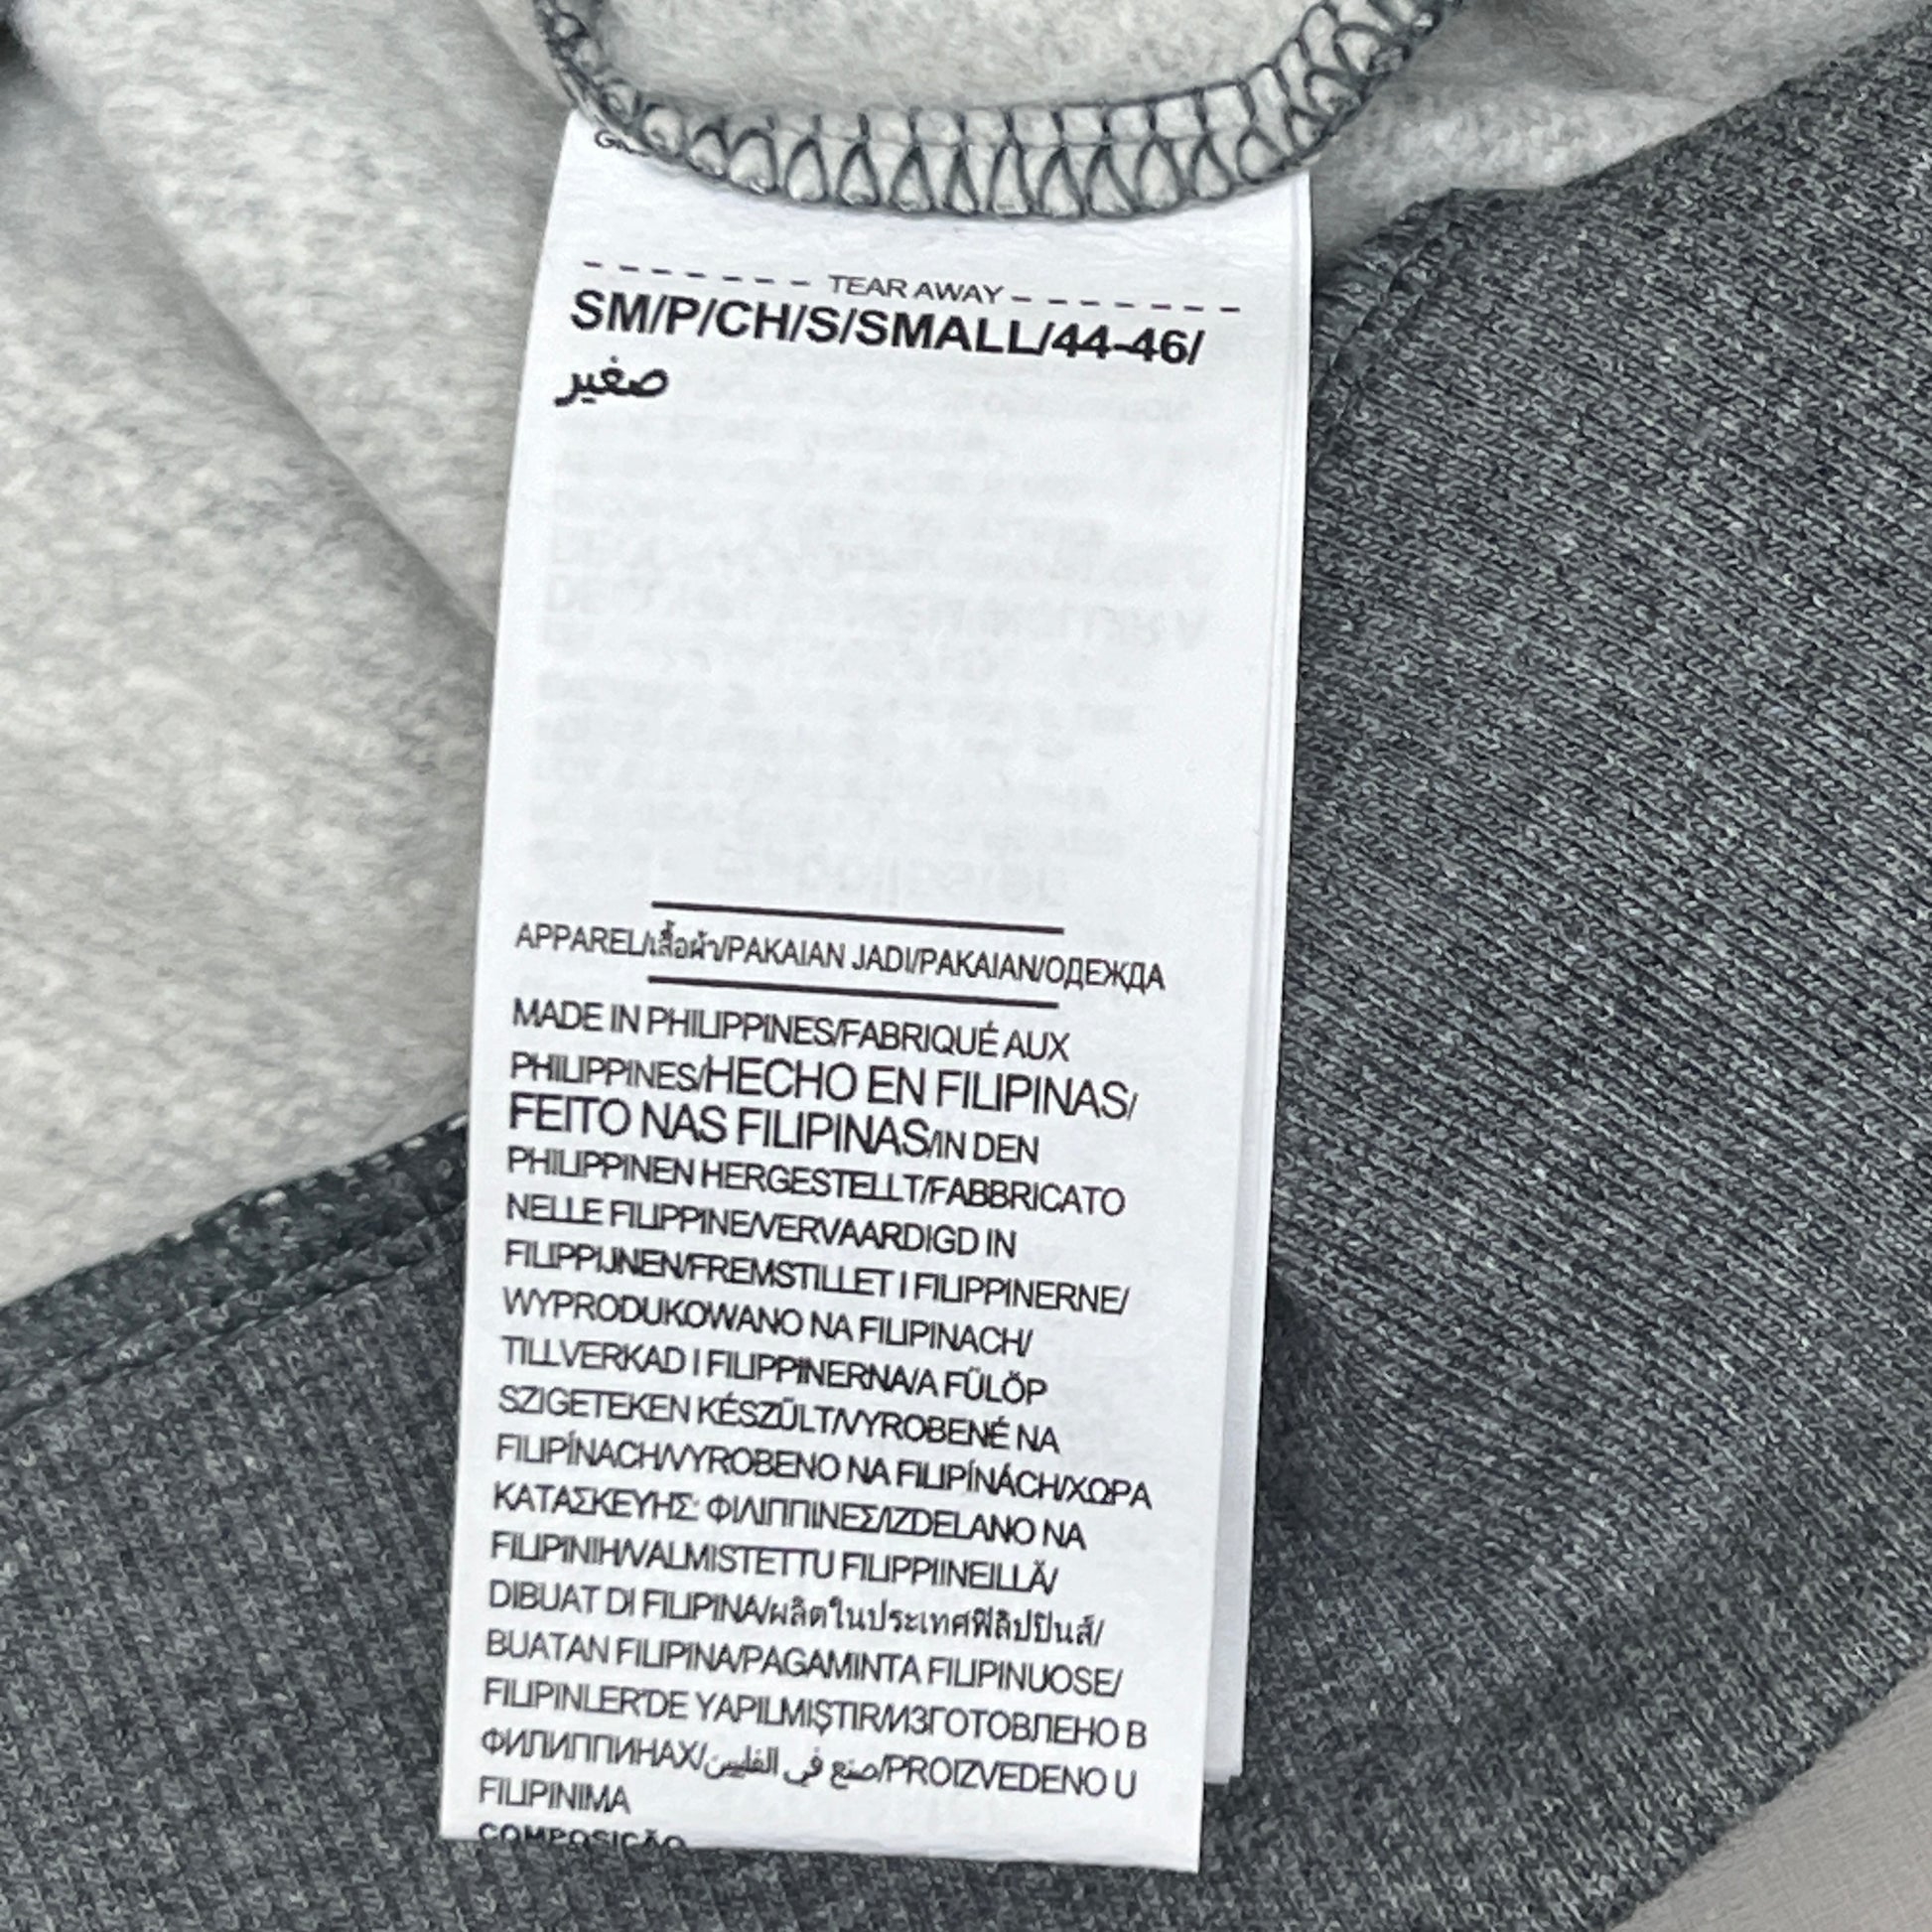 TEAR AWAY
SM/P/CH/S/SMALL/44-46/
صغير
APPAREL/เสื้อผ้า/PAKAIAN JADI/PAKAIAN/ОДЕЖДА
MADE IN PHILIPPINES/FABRIQUÉ AUX
PHILIPPINES/HECHO EN FILIPINAS/
FEITO NAS FILIPINAS/IN DEN
PHILIPPINEN HERGESTELLT/FABBRICATO
NELLE FILIPPINE/VERVAARDIGD IN
FILIPPIJNEN/FREMSTILLET I FILIPPINERNE/
WYPRODUKOWANO NA FILIPINACH/
TILLVERKAD I FILIPPINERNA/A FÜLÖP
SZIGETEKEN KÉSZÜLT/VYROBENÉ NA
FILIPÍNACH/VYROBENO NA FILIPÍNÁCH/ΧΩΡΑ
ΚΑΤΑΣΚΕΥΗΣ: ΦΙΛΙΠΠΙΝΕΣ/IZDELANO NA
FILIPINIH/VALMISTETTU FILIPPIINEILLÄ/
DIBUAT DI FILIPINA/ผลิตในประเทศฟิลิปปินส์/
BUATAN FILIPINA/PAGAMINTA FILIPINUOSE/
FILIPINLER'DE YAPILMIŞTIR/ИЗГОТОВЛЕНО В
ФИЛИППИНАХ/صنع في الفلبين/PROIZVEDENO U
FILIPINIMA
COMPOSIÇÃO